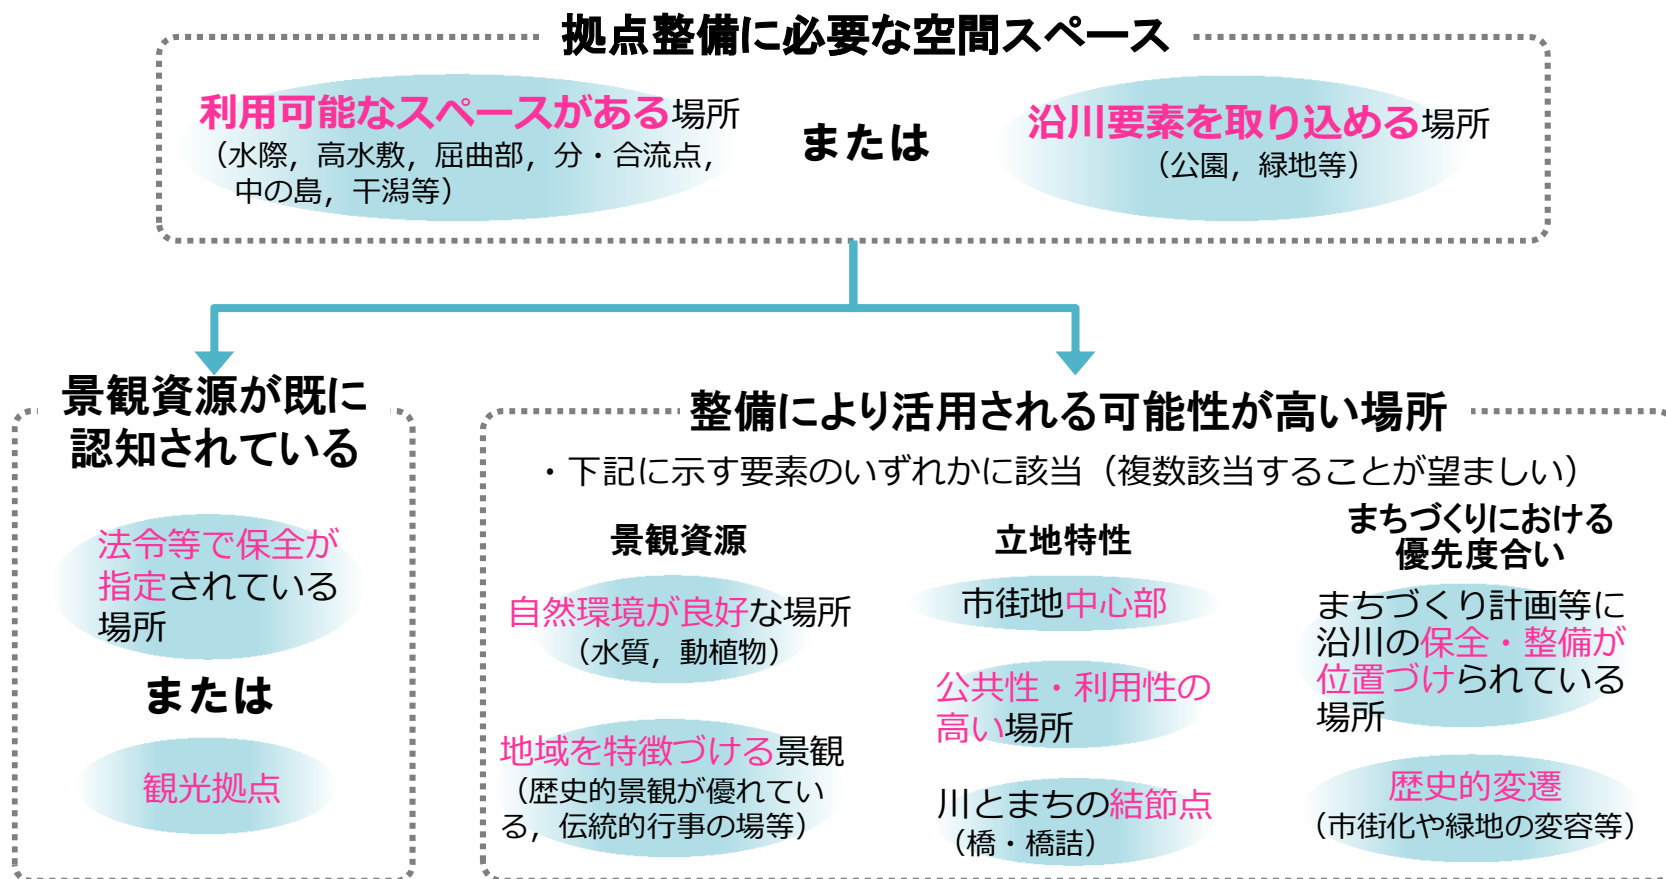 拠点整備に必要な空間スペース
利用可能なスペースがある場所
（水際，高水敷，屈曲部，分・合流点，
中の島，干潟等）
または
沿川要素を取り込める場所
（公園，緑地等）
景観資源が既に
認知されている
法令等で保全が
指定されている
場所
または
観光拠点
整備により活用される可能性が高い場所
・下記に示す要素のいずれかに該当（複数該当することが望ましい）
景観資源
自然環境が良好な場所
（水質，動植物）
地域を特徴づける景観
（歴史的景観が優れてい
る，伝統的行事の場等）
立地特性
市街地中心部
公共性・利用性の
高い場所
川とまちの結節点
（橋・橋詰）
まちづくりにおける
優先度合い
まちづくり計画等に
沿川の保全・整備が
位置づけられている
場所
歴史的変遷
（市街化や緑地の変容等）